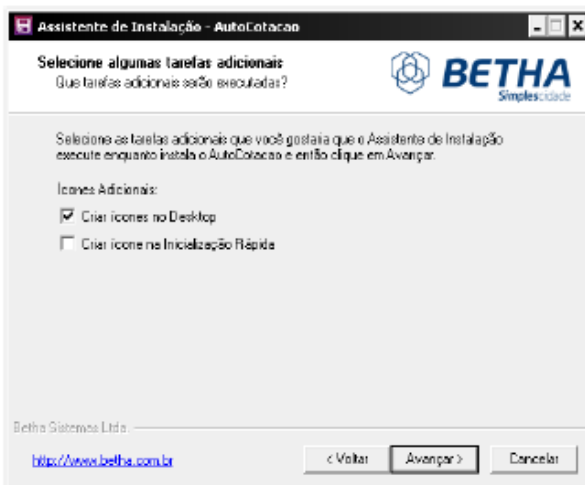 Assistente de Instalação - AutoCotacao
Selecione algumas tarefas adicionais
Que tarefas adicionais serão executadas?
BETHA
Simplescidade
Selecione as tarefas adicionais que você gostaria que o Assistente de Instalação
execute enquanto instala o AutoCotacao e então clique em Avançar.
Ícones Adicionais:
Criar ícones no Desktop
Criar ícone na Inicialização Rápida
Betha Sistemas Ltda.
http://www.betha.com.br
< Voltar
Avançar >
Cancelar